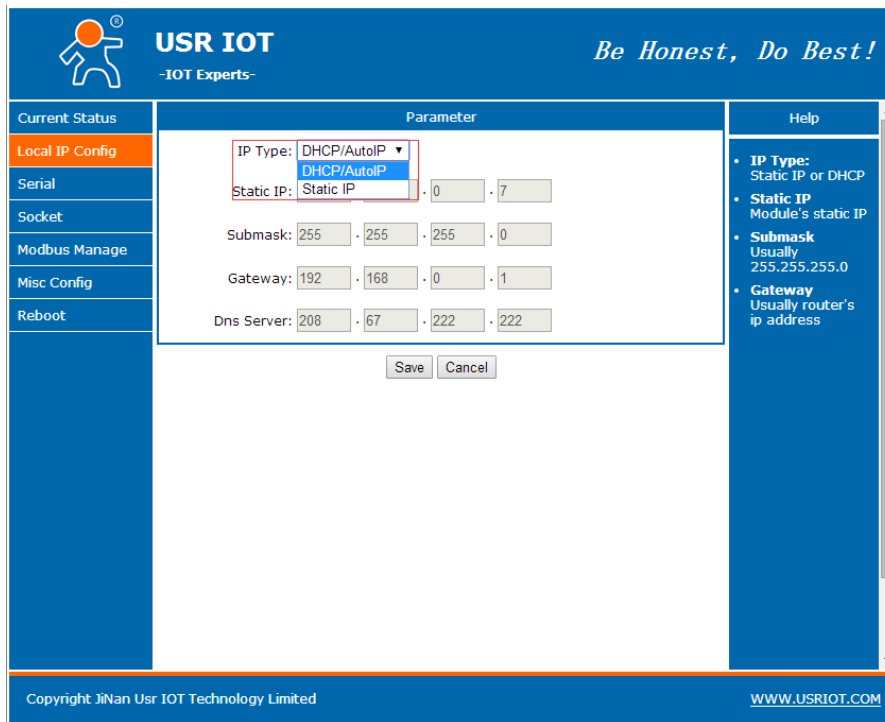 ®
USR IOT
-IOT Experts-
Be Honest, Do Best!
Current Status
Local IP Config
Serial
Socket
Modbus Manage
Misc Config
Reboot
Parameter
IP Type: DHCP/AutoIP
DHCP/AutoIP
Static IP
Static IP: . 0 . 7
Submask: 255 . 255 . 255 . 0
Gateway: 192 . 168 . 0 . 1
Dns Server: 208 . 67 . 222 . 222
Save Cancel
Help
• IP Type:
Static IP or DHCP
• Static IP
Module's static IP
• Submask
Usually
255.255.255.0
• Gateway
Usually router's
ip address
Copyright JiNan Usr IOT Technology Limited
WWW.USRIOT.COM